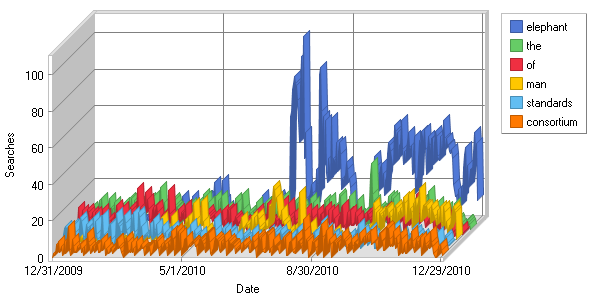 elephant
the
of
man
standards
consortium
Searches
100
80
60
40
20
0
12/31/2009
5/1/2010
8/30/2010
12/29/2010
Date